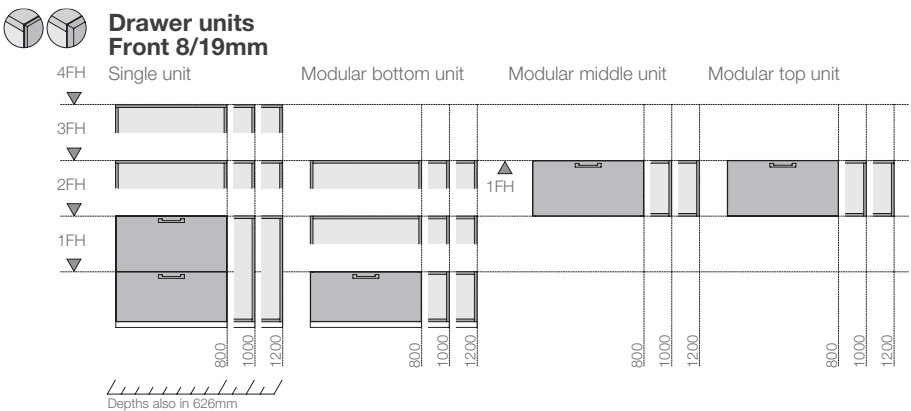 Drawer units
Front 8/19mm
4FH Single unit Modular bottom unit Modular middle unit Modular top unit
3FH
2FH 1FH
1FH
800 1000 1200 800 1000 1200 800 1000 1200 800 1000 1200
Depths also in 626mm